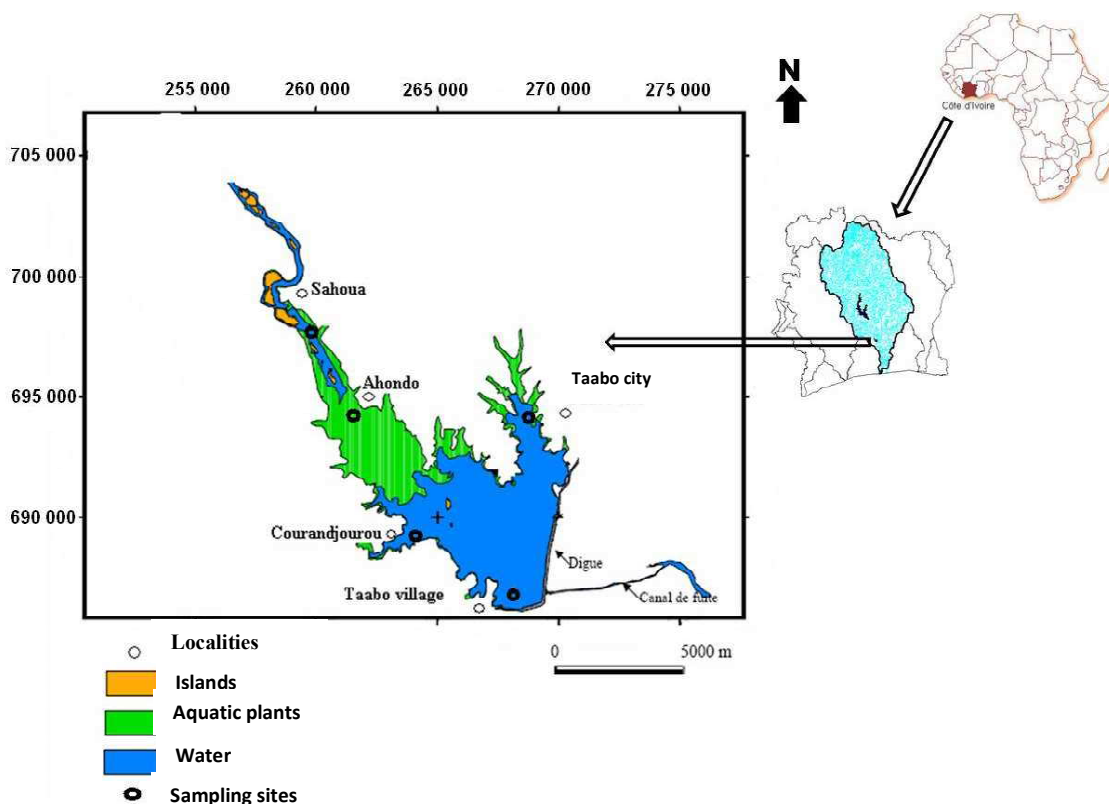 255 000 260 000 265 000 270 000 275 000
N
Côte d'Ivoire
705 000
700 000
695 000
690 000
Sahoua
Ahondo
Taabo city
Courandjourou
Taabo village
Digue
Canal de fuite
0 5000 m
Localities
Islands
Aquatic plants
Water
Sampling sites